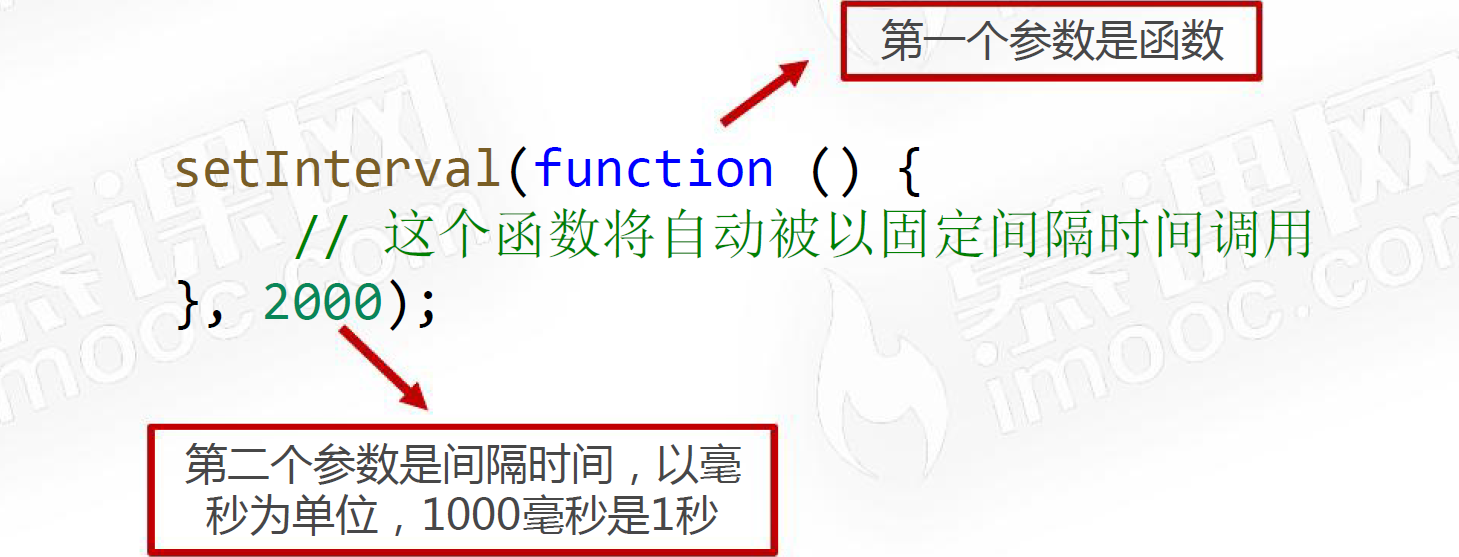 第一个参数是函数
setInterval(function () {
// 这个函数将自动被以固定间隔时间调用
}, 2000);
第二个参数是间隔时间，以毫
秒为单位，1000毫秒是1秒
慕课网
imooc.com
慕课网
imooc.com